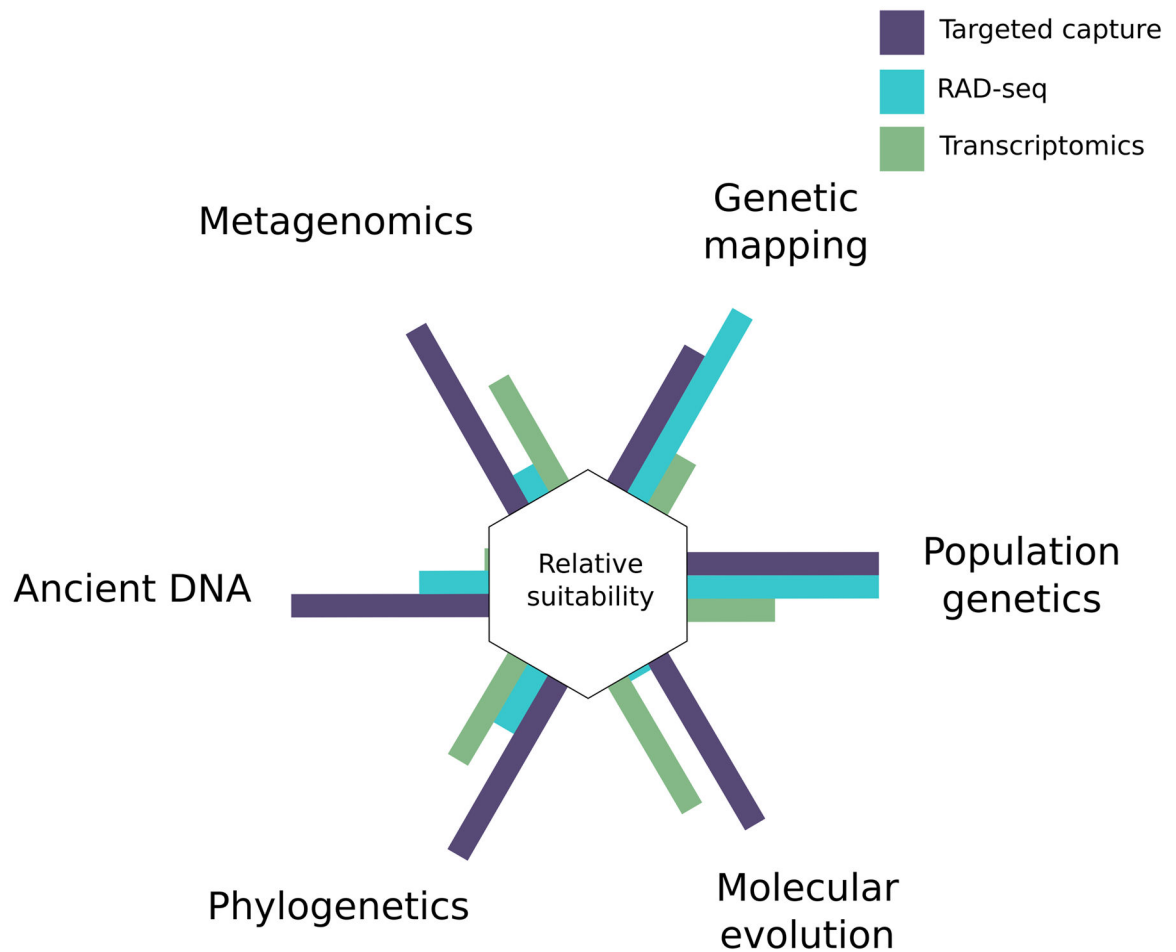 Targeted capture
RAD-seq
Transcriptomics
Metagenomics
Genetic
mapping
Ancient DNA
Relative
suitability
Population
genetics
Phylogenetics
Molecular
evolution